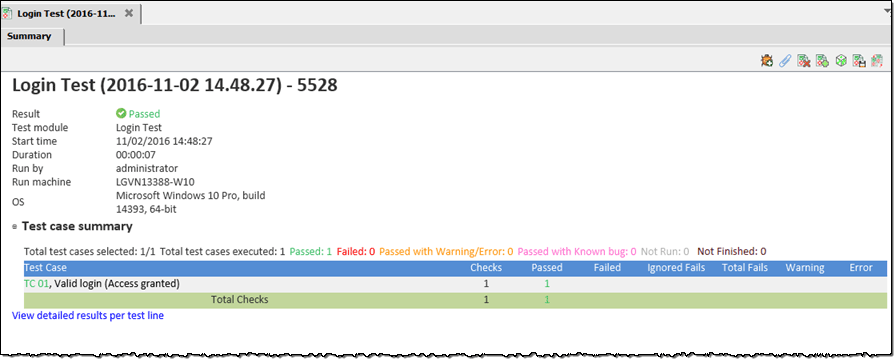 Login Test (2016-11...
Summary
Login Test (2016-11-02 14.48.27) - 5528
Result Passed
Test module Login Test
Start time 11/02/2016 14:48:27
Duration 00:00:07
Run by administrator
Run machine LGVN13388-W10
OS Microsoft Windows 10 Pro, build
14393, 64-bit
Test case summary
Total test cases selected: 1/1 Total test cases executed: 1 Passed: 1 Failed: 0 Passed with Warning/Error: 0 Passed with Known bug: 0 Not Run: 0 Not Finished: 0
Test Case Checks Passed Failed Ignored Fails Total Fails Warning Error
TC 01, Valid login (Access granted) 1 1
Total Checks 1 1
View detailed results per test line